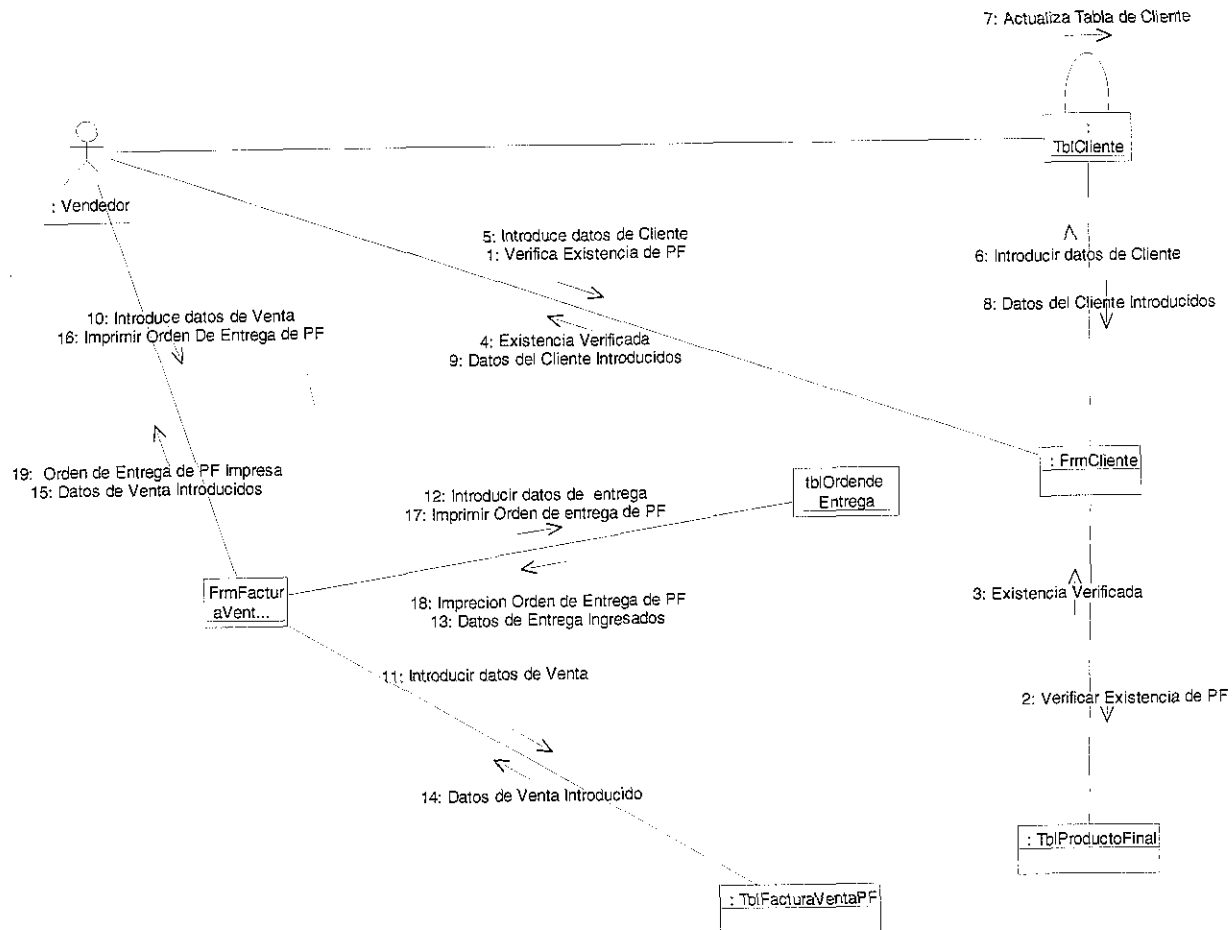 7: Actualiza Tabla de Cliente
:
TblCliente
: Vendedor
5: Introduce datos de Cliente
1: Verifica Existencia de PF
6: Introducir datos de Cliente
8: Datos del Cliente Introducidos
10: Introduce datos de Venta
16: Imprimir Orden De Entrega de PF
4: Existencia Verificada
9: Datos del Cliente Introducidos
: FrmCliente
19: Orden de Entrega de PF Impresa
15: Datos de Venta Introducidos
12: Introducir datos de entrega
17: Imprimir Orden de entrega de PF
tblOrdende
Entrega
FrmFactur
aVent...
18: Imprecion Orden de Entrega de PF
13: Datos de Entrega Ingresados
3: Existencia Verificada
11: Introducir datos de Venta
2: Verificar Existencia de PF
14: Datos de Venta Introducido
: TblProductoFinal
: TblFacturaVentaPF